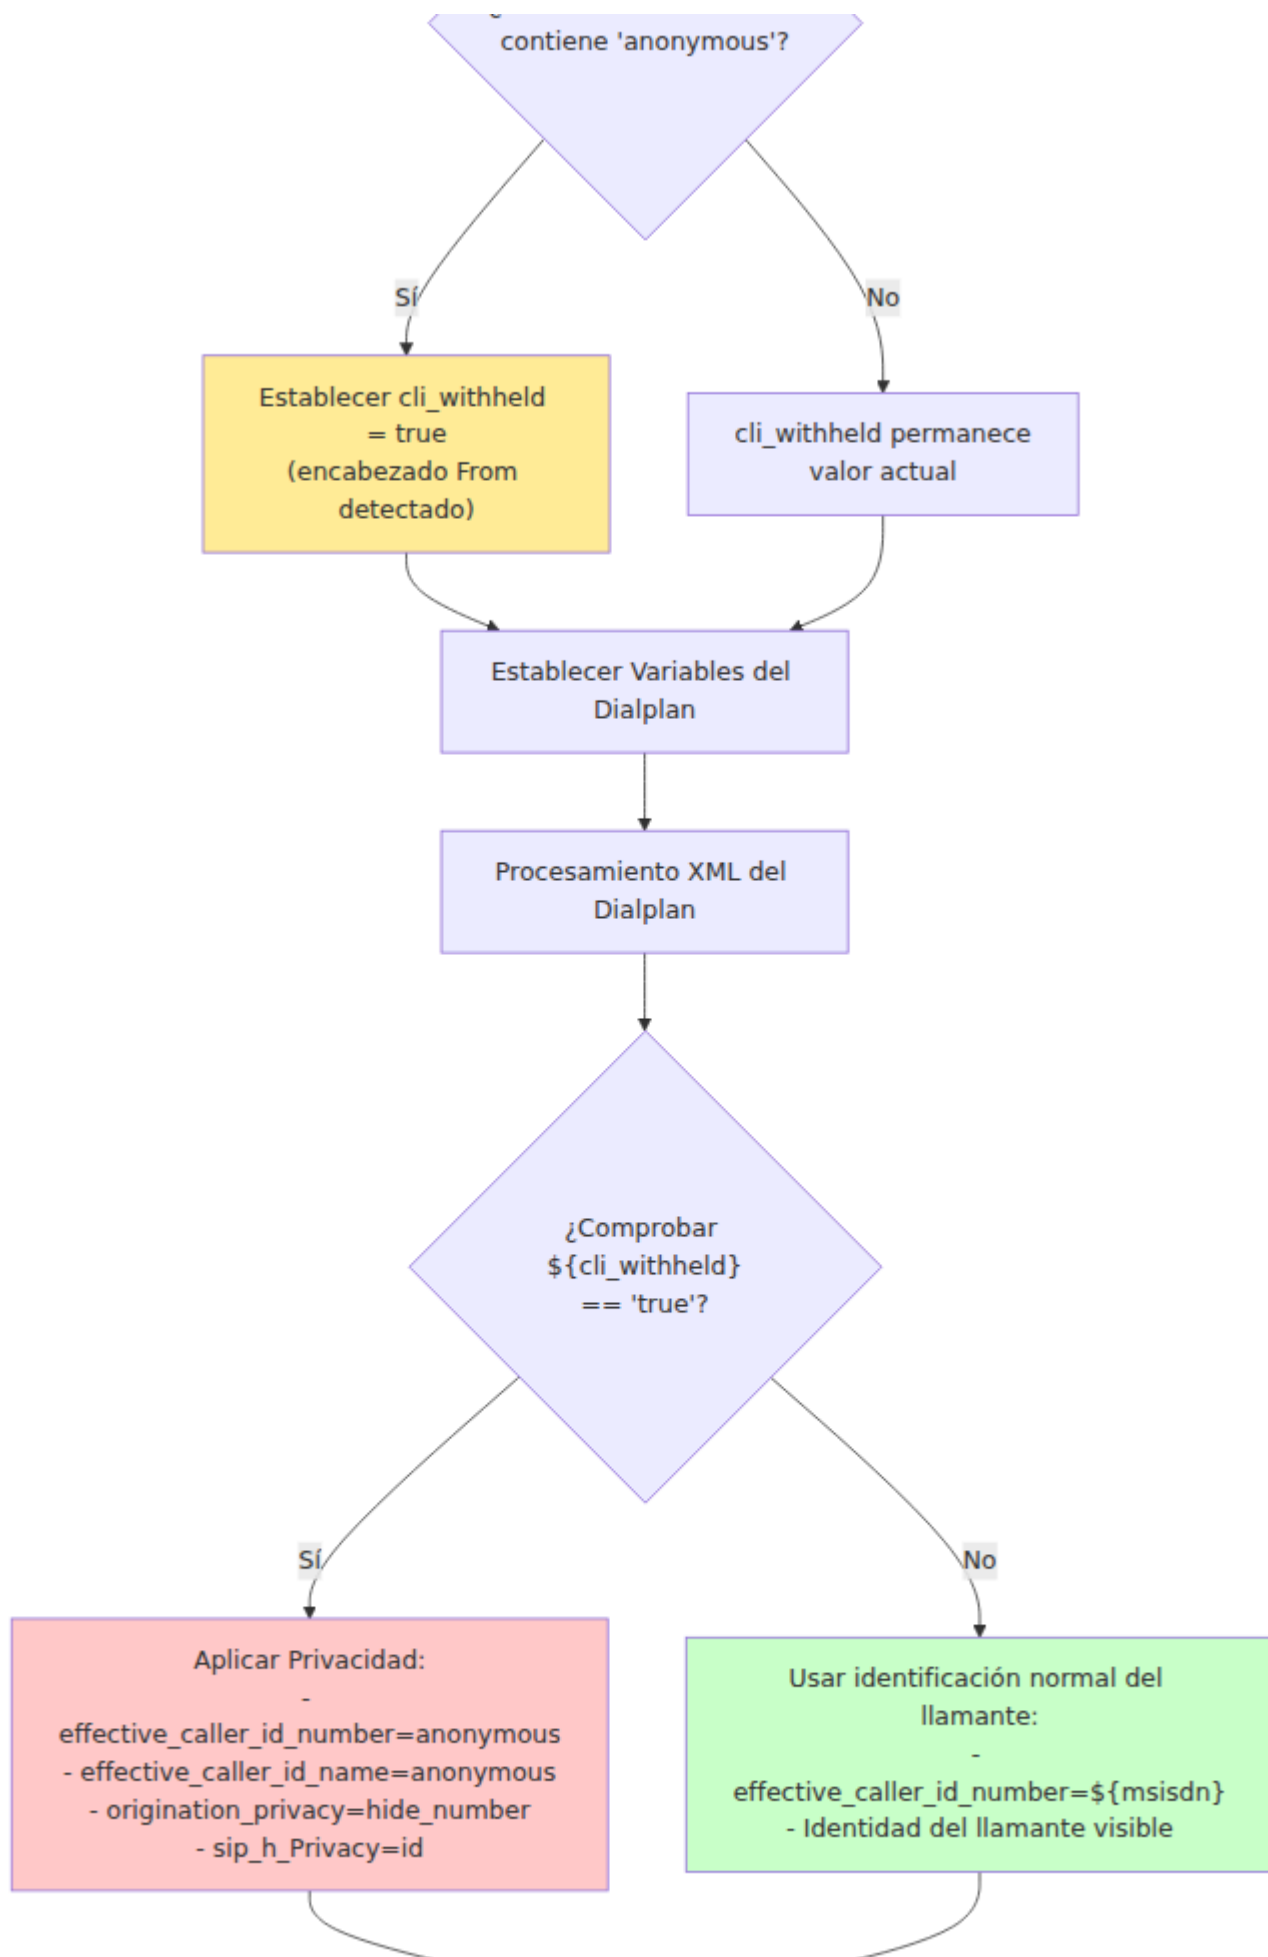 contiene 'anonymous'?
Sí
No
Establecer cli_withheld
= true
(encabezado From
detectado)
cli_withheld permanece
valor actual
Establecer Variables del
Dialplan
Procesamiento XML del
Dialplan
¿Comprobar
${cli_withheld}
== 'true'?
Sí
No
Aplicar Privacidad:
-
effective_caller_id_number=anonymous
- effective_caller_id_name=anonymous
- origination_privacy=hide_number
- sip_h_Privacy=id
Usar identificación normal del
llamante:
-
effective_caller_id_number=${msisdn}
- Identidad del llamante visible